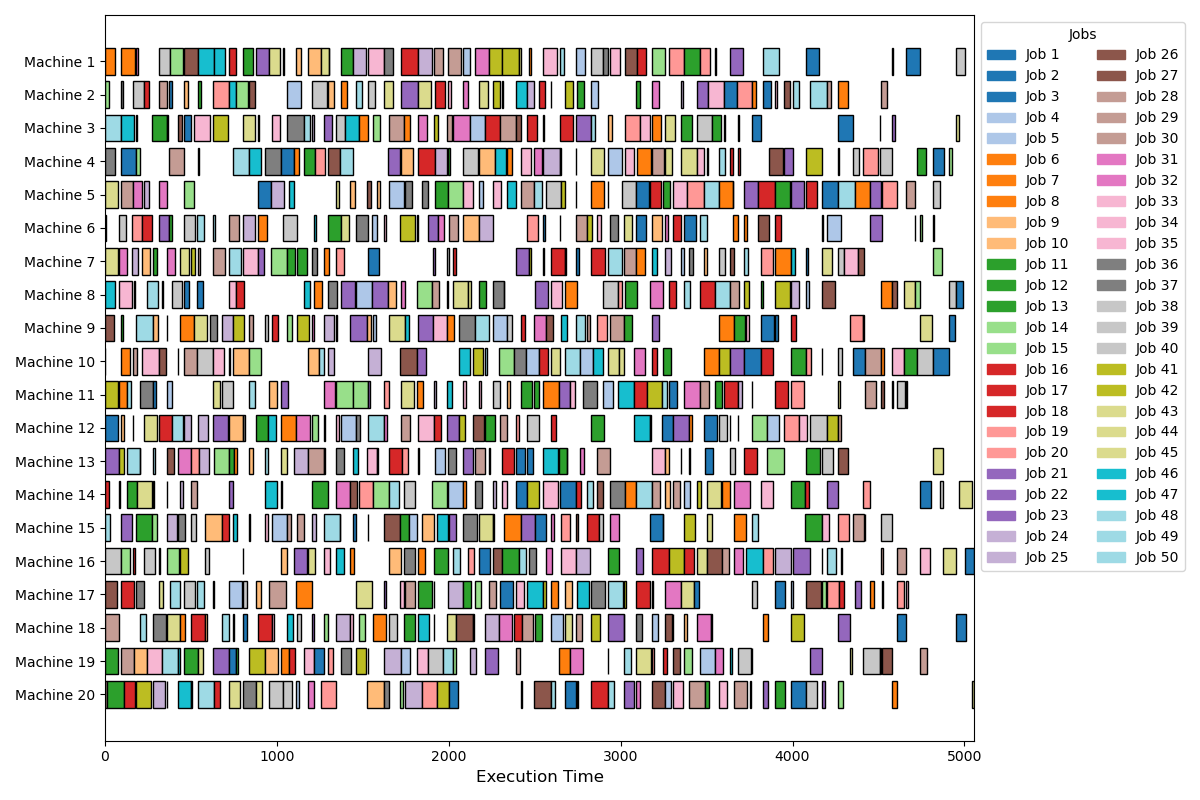 Machine 1
Machine 2
Machine 3
Machine 4
Machine 5
Machine 6
Machine 7
Machine 8
Machine 9
Machine 10
Machine 11
Machine 12
Machine 13
Machine 14
Machine 15
Machine 16
Machine 17
Machine 18
Machine 19
Machine 20
0 1000 2000 3000 4000 5000
Execution Time
Jobs
Job 1
Job 2
Job 3
Job 4
Job 5
Job 6
Job 7
Job 8
Job 9
Job 10
Job 11
Job 12
Job 13
Job 14
Job 15
Job 16
Job 17
Job 18
Job 19
Job 20
Job 21
Job 22
Job 23
Job 24
Job 25
Job 26
Job 27
Job 28
Job 29
Job 30
Job 31
Job 32
Job 33
Job 34
Job 35
Job 36
Job 37
Job 38
Job 39
Job 40
Job 41
Job 42
Job 43
Job 44
Job 45
Job 46
Job 47
Job 48
Job 49
Job 50